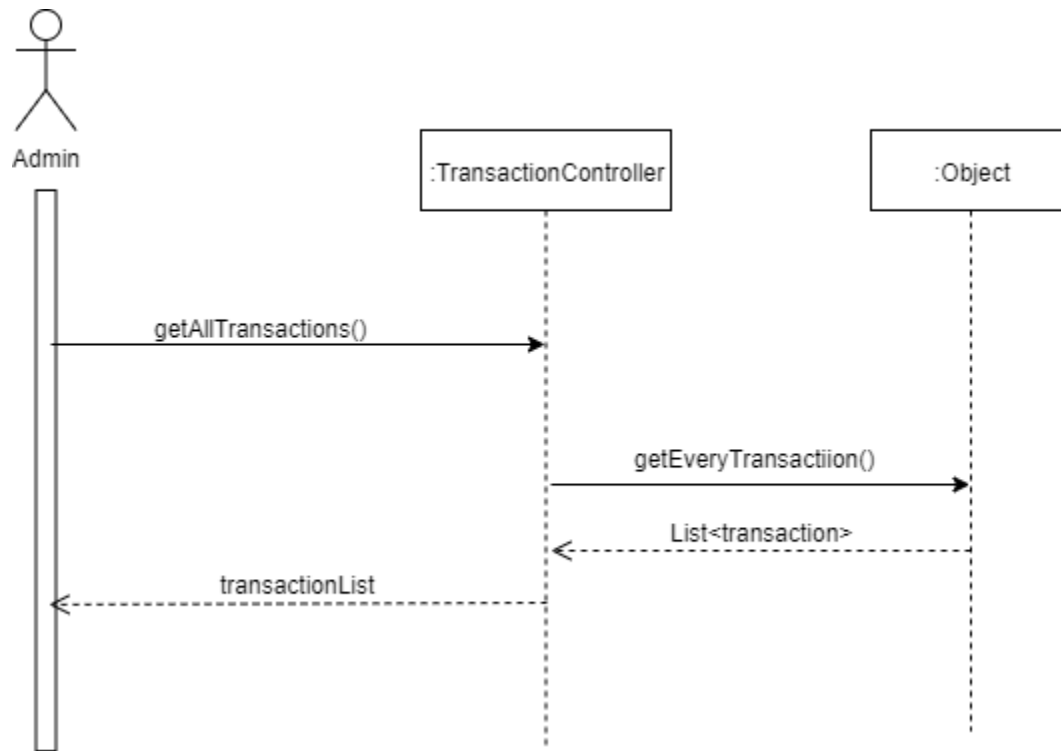 Admin
:TransactionController
:Object
getAllTransactions()
getEveryTransactiion()
List<transaction>
transactionList